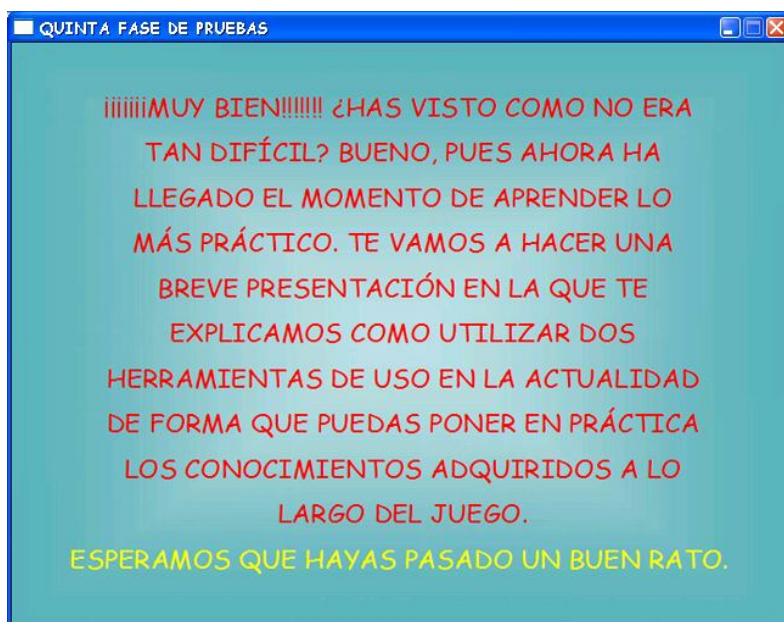 QUINTA FASE DE PRUEBAS
¡¡¡¡¡¡¡MUY BIEN!!!!!!! ¿HAS VISTO COMO NO ERA
TAN DIFÍCIL? BUENO, PUES AHORA HA
LLEGADO EL MOMENTO DE APRENDER LO
MÁS PRÁCTICO. TE VAMOS A HACER UNA
BREVE PRESENTACIÓN EN LA QUE TE
EXPLICAMOS COMO UTILIZAR DOS
HERRAMIENTAS DE USO EN LA ACTUALIDAD
DE FORMA QUE PUEDAS PONER EN PRÁCTICA
LOS CONOCIMIENTOS ADQUIRIDOS A LO
LARGO DEL JUEGO.
ESPERAMOS QUE HAYAS PASADO UN BUEN RATO.